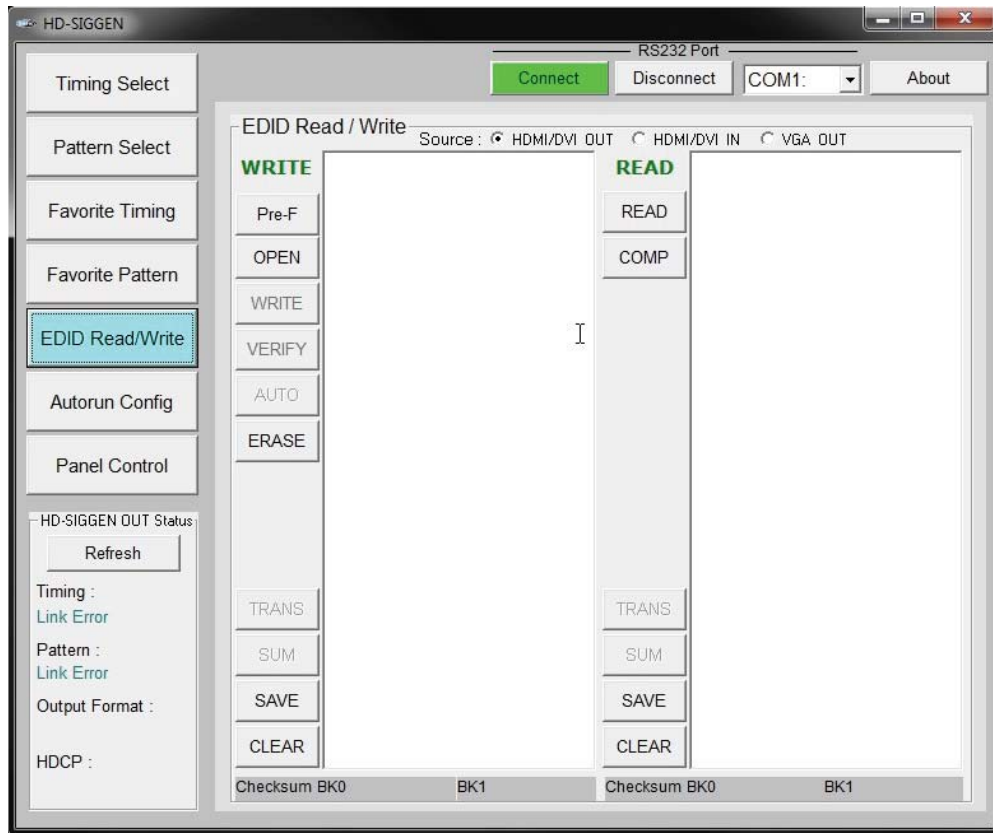 HD-SIGGEN
RS232 Port
Connect
Disconnect
COM1:
About
Timing Select
Pattern Select
Favorite Timing
Favorite Pattern
EDID Read/Write
Autorun Config
Panel Control
HD-SIGGEN OUT Status
Refresh
Timing :
Link Error
Pattern :
Link Error
Output Format :
HDCP :
EDID Read / Write
Source : HDMI/DVI OUT HDMI/DVI IN VGA OUT
WRITE
Pre-F
OPEN
WRITE
VERIFY
AUTO
ERASE
TRANS
SUM
SAVE
CLEAR
Checksum BK0 BK1
READ
READ
COMP
TRANS
SUM
SAVE
CLEAR
Checksum BK0 BK1